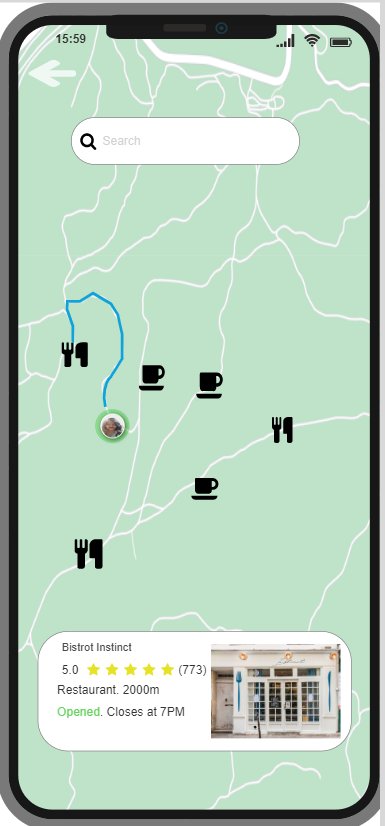 15:59
Search
Bistrot Instinct
5.0 (773)
Restaurant. 2000m
Opened. Closes at 7PM